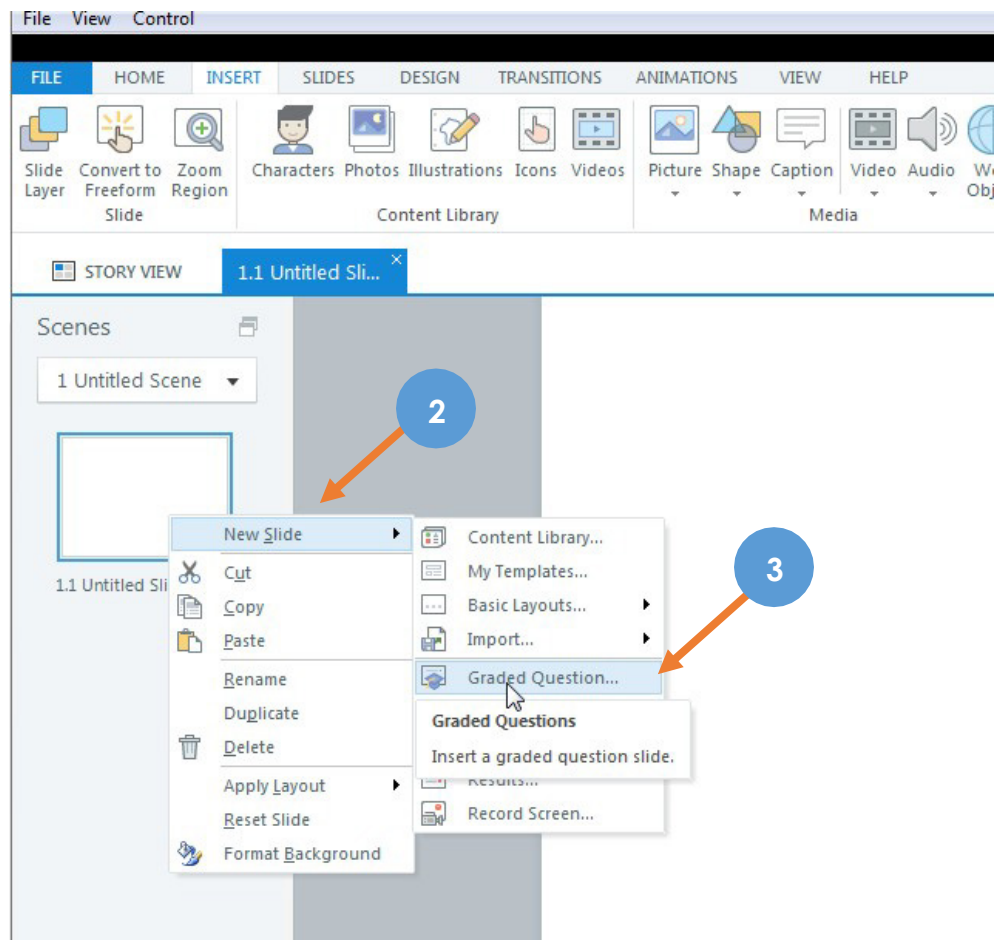 File View Control
FILE HOME INSERT SLIDES DESIGN TRANSITIONS ANIMATIONS VIEW HELP
Slide Layer
Convert to Freeform
Zoom Region
Characters Photos Illustrations Icons Videos
Picture Shape Caption Video Audio
Slide Content Library Media
STORY VIEW 1.1 Untitled Sli...
Scenes
1 Untitled Scene
2
1.1 Untitled Sli
New Slide
Cut
Copy
Paste
Rename
Duplicate
Delete
Apply Layout
Reset Slide
Format Background
Content Library...
My Templates...
Basic Layouts...
Import...
3
Graded Question...
Graded Questions
Insert a graded question slide.
Results...
Record Screen...